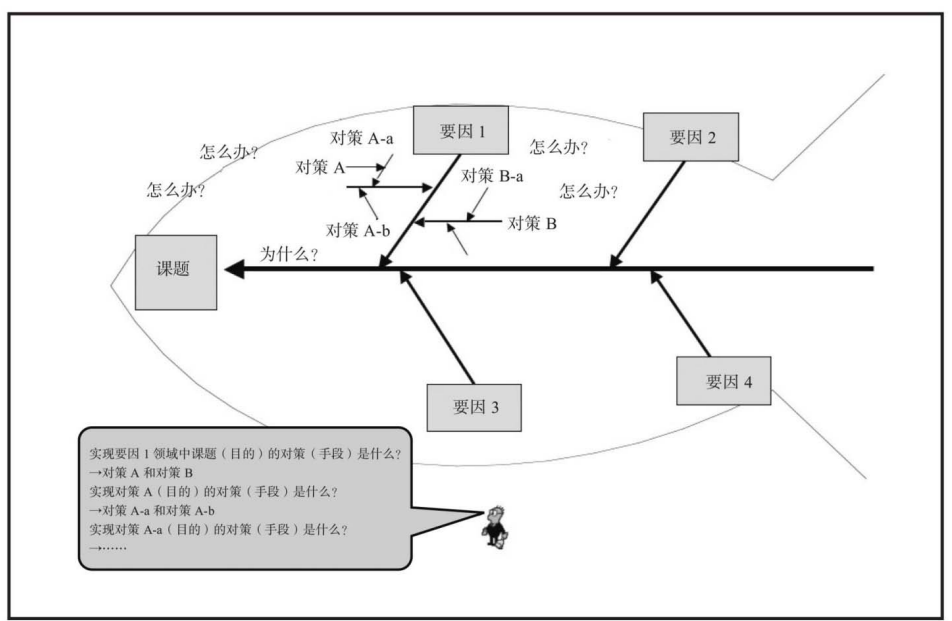 要因 1
要因 2
对策 A-a
怎么办?
怎么办?
对策 A
对策 B-a
怎么办?
怎么办?
对策 A-b
对策 B
为什么?
课题
要因 3
要因 4
实现要因 1 领域中课题（目的）的对策（手段）是什么?
→对策 A 和对策 B
实现对策 A（目的）的对策（手段）是什么?
→对策 A-a 和对策 A-b
实现对策 A-a（目的）的对策（手段）是什么?
→……